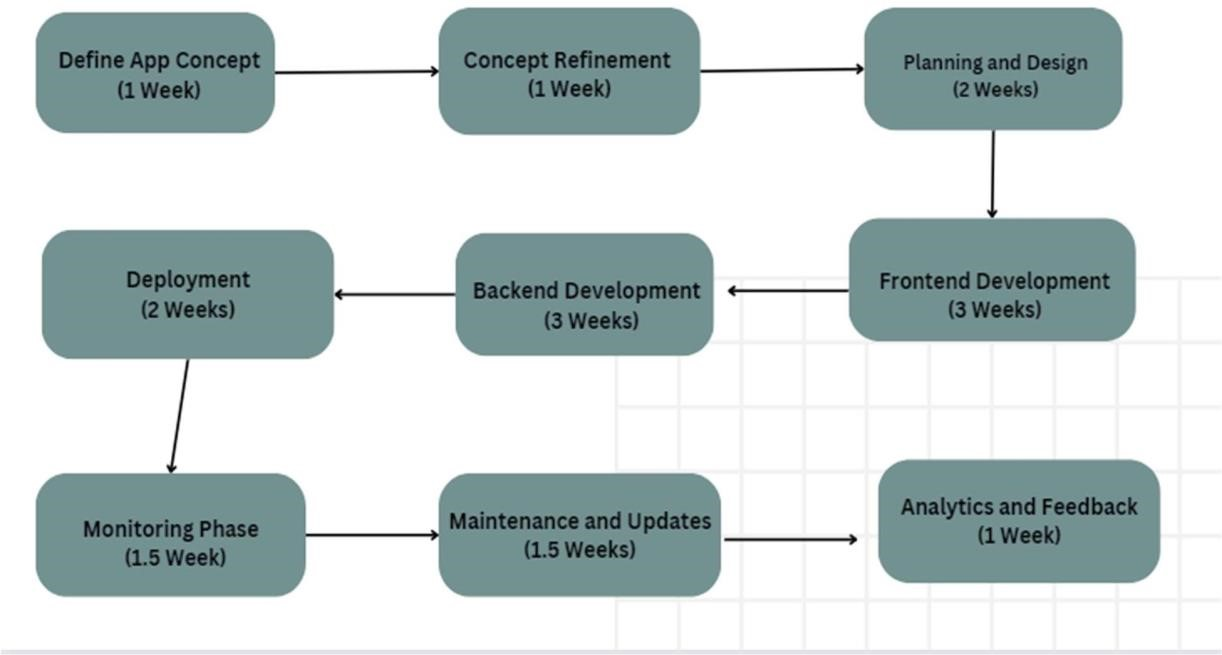 Define App Concept
(1 Week)
Concept Refinement
(1 Week)
Planning and Design
(2 Weeks)
Frontend Development
(3 Weeks)
Backend Development
(3 Weeks)
Deployment
(2 Weeks)
Monitoring Phase
(1.5 Week)
Maintenance and Updates
(1.5 Weeks)
Analytics and Feedback
(1 Week)